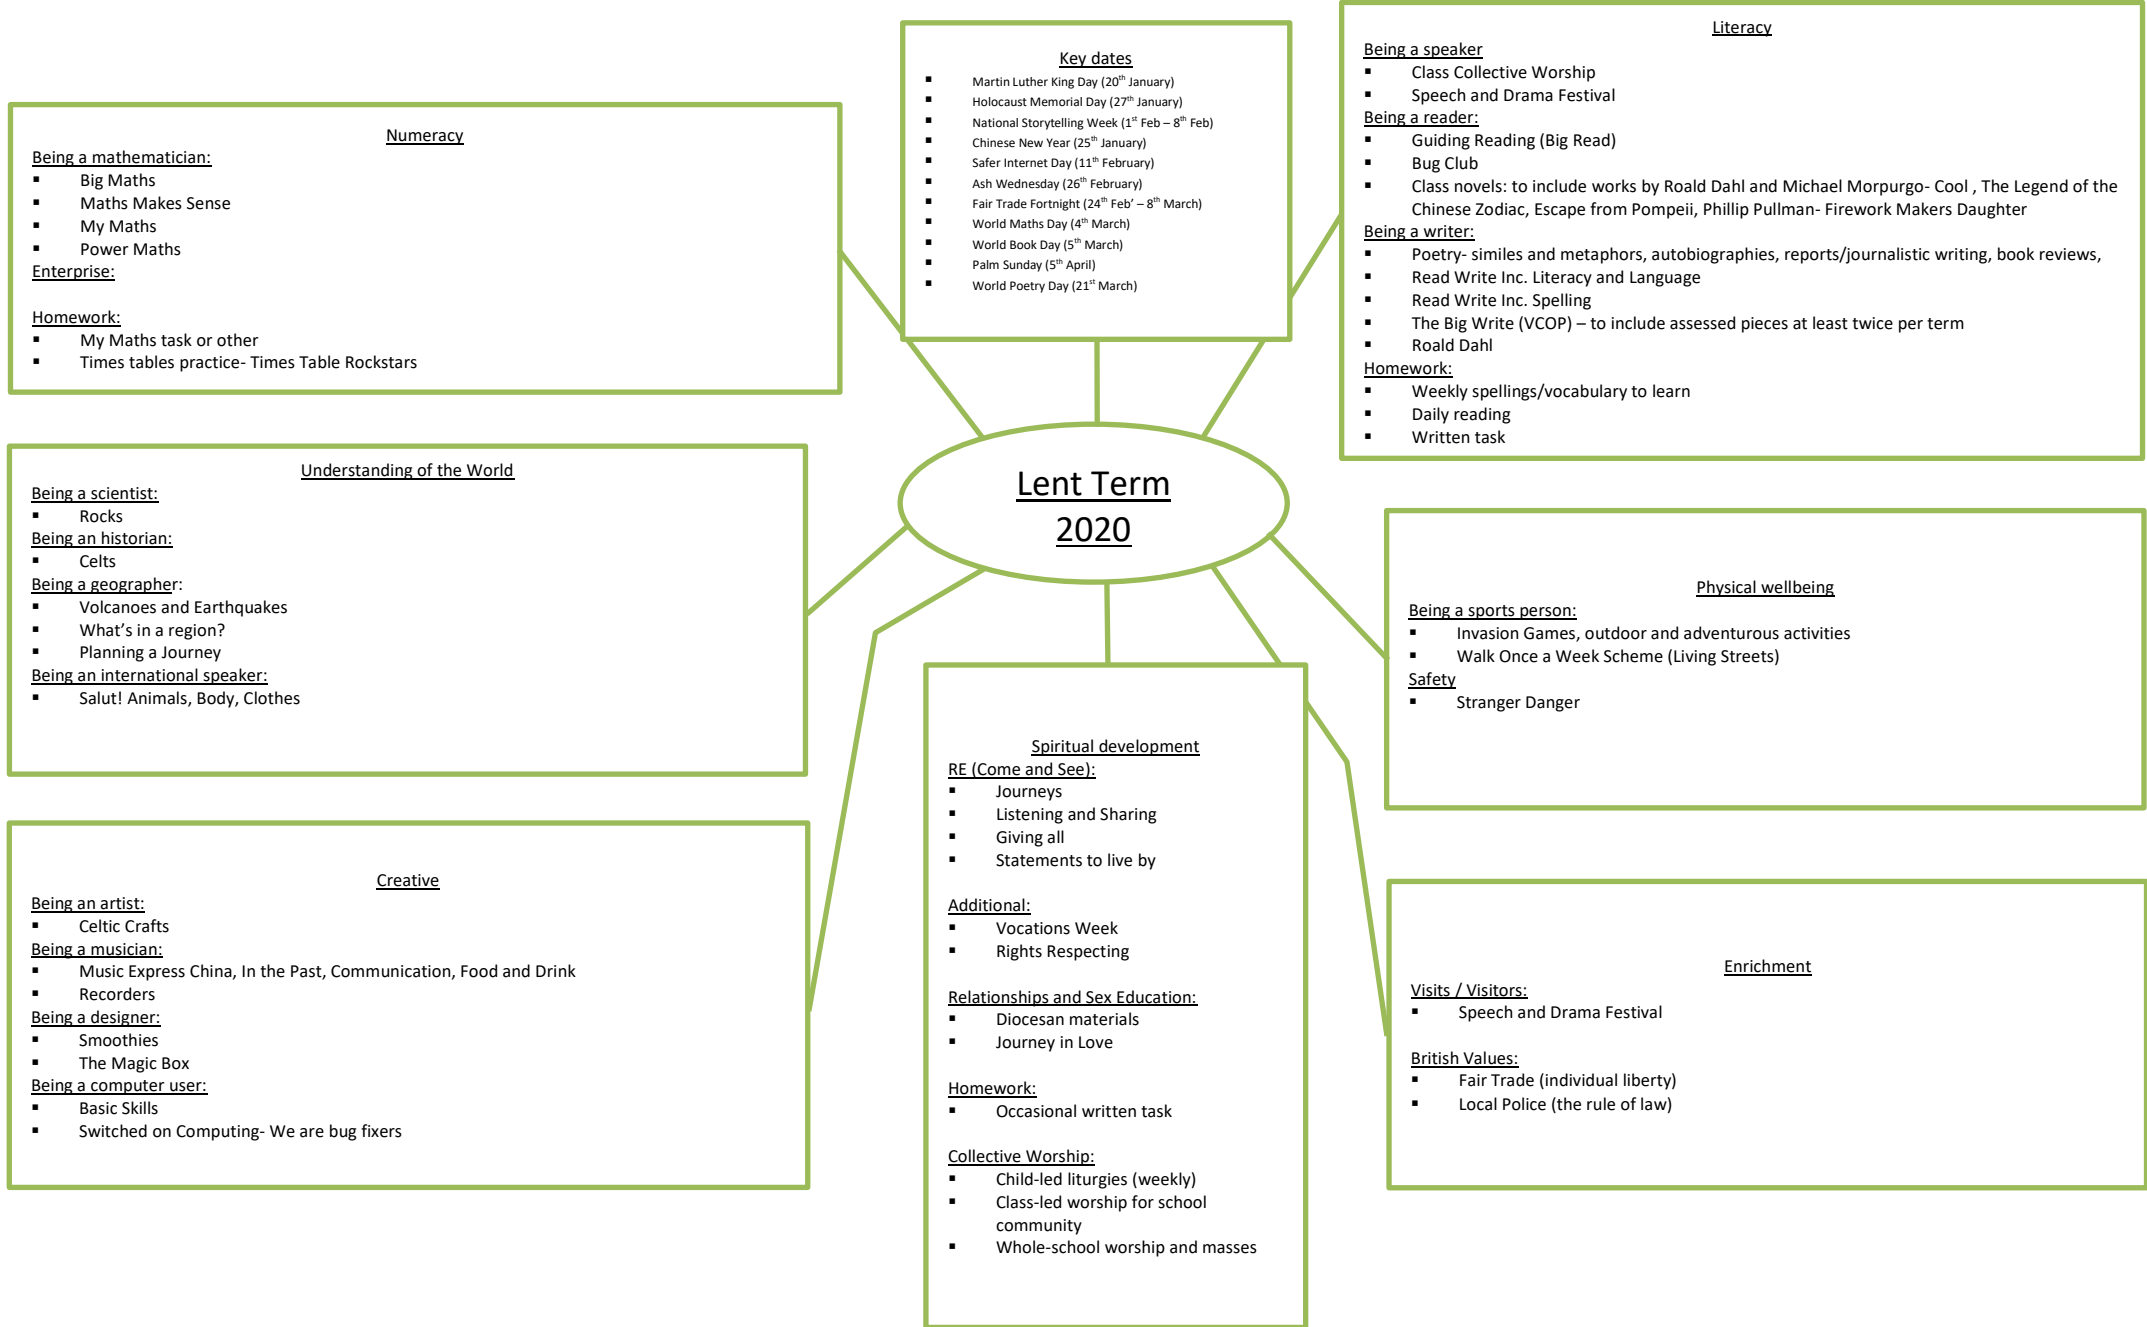 Key dates
▪ Martin Luther King Day (20th January)
▪ Holocaust Memorial Day (27th January)
▪ National Storytelling Week (1st Feb – 8th Feb)
▪ Chinese New Year (25th January)
▪ Safer Internet Day (11th February)
▪ Ash Wednesday (26th February)
▪ Fair Trade Fortnight (24th Feb’ – 8th March)
▪ World Maths Day (4th March)
▪ World Book Day (5th March)
▪ Palm Sunday (5th April)
▪ World Poetry Day (21st March)
Literacy
Being a speaker
▪ Class Collective Worship
▪ Speech and Drama Festival
Being a reader:
▪ Guiding Reading (Big Read)
▪ Bug Club
▪ Class novels: to include works by Roald Dahl and Michael Morpurgo- Cool , The Legend of the
Chinese Zodiac, Escape from Pompeii, Phillip Pullman- Firework Makers Daughter
Being a writer:
▪ Poetry- similes and metaphors, autobiographies, reports/journalistic writing, book reviews,
▪ Read Write Inc. Literacy and Language
▪ Read Write Inc. Spelling
▪ The Big Write (VCOP) – to include assessed pieces at least twice per term
▪ Roald Dahl
Homework:
▪ Weekly spellings/vocabulary to learn
▪ Daily reading
▪ Written task
Numeracy
Being a mathematician:
▪ Big Maths
▪ Maths Makes Sense
▪ My Maths
▪ Power Maths
Enterprise:
Homework:
▪ My Maths task or other
▪ Times tables practice- Times Table Rockstars
Lent Term
2020
Understanding of the World
Being a scientist:
▪ Rocks
Being an historian:
▪ Celts
Being a geographer:
▪ Volcanoes and Earthquakes
▪ What’s in a region?
▪ Planning a Journey
Being an international speaker:
▪ Salut! Animals, Body, Clothes
Physical wellbeing
Being a sports person:
▪ Invasion Games, outdoor and adventurous activities
▪ Walk Once a Week Scheme (Living Streets)
Safety
▪ Stranger Danger
Spiritual development
RE (Come and See):
▪ Journeys
▪ Listening and Sharing
▪ Giving all
▪ Statements to live by
Additional:
▪ Vocations Week
▪ Rights Respecting
Relationships and Sex Education:
▪ Diocesan materials
▪ Journey in Love
Homework:
▪ Occasional written task
Collective Worship:
▪ Child-led liturgies (weekly)
▪ Class-led worship for school
community
▪ Whole-school worship and masses
Creative
Being an artist:
▪ Celtic Crafts
Being a musician:
▪ Music Express China, In the Past, Communication, Food and Drink
▪ Recorders
Being a designer:
▪ Smoothies
▪ The Magic Box
Being a computer user:
▪ Basic Skills
▪ Switched on Computing- We are bug fixers
Enrichment
Visits / Visitors:
▪ Speech and Drama Festival
British Values:
▪ Fair Trade (individual liberty)
▪ Local Police (the rule of law)